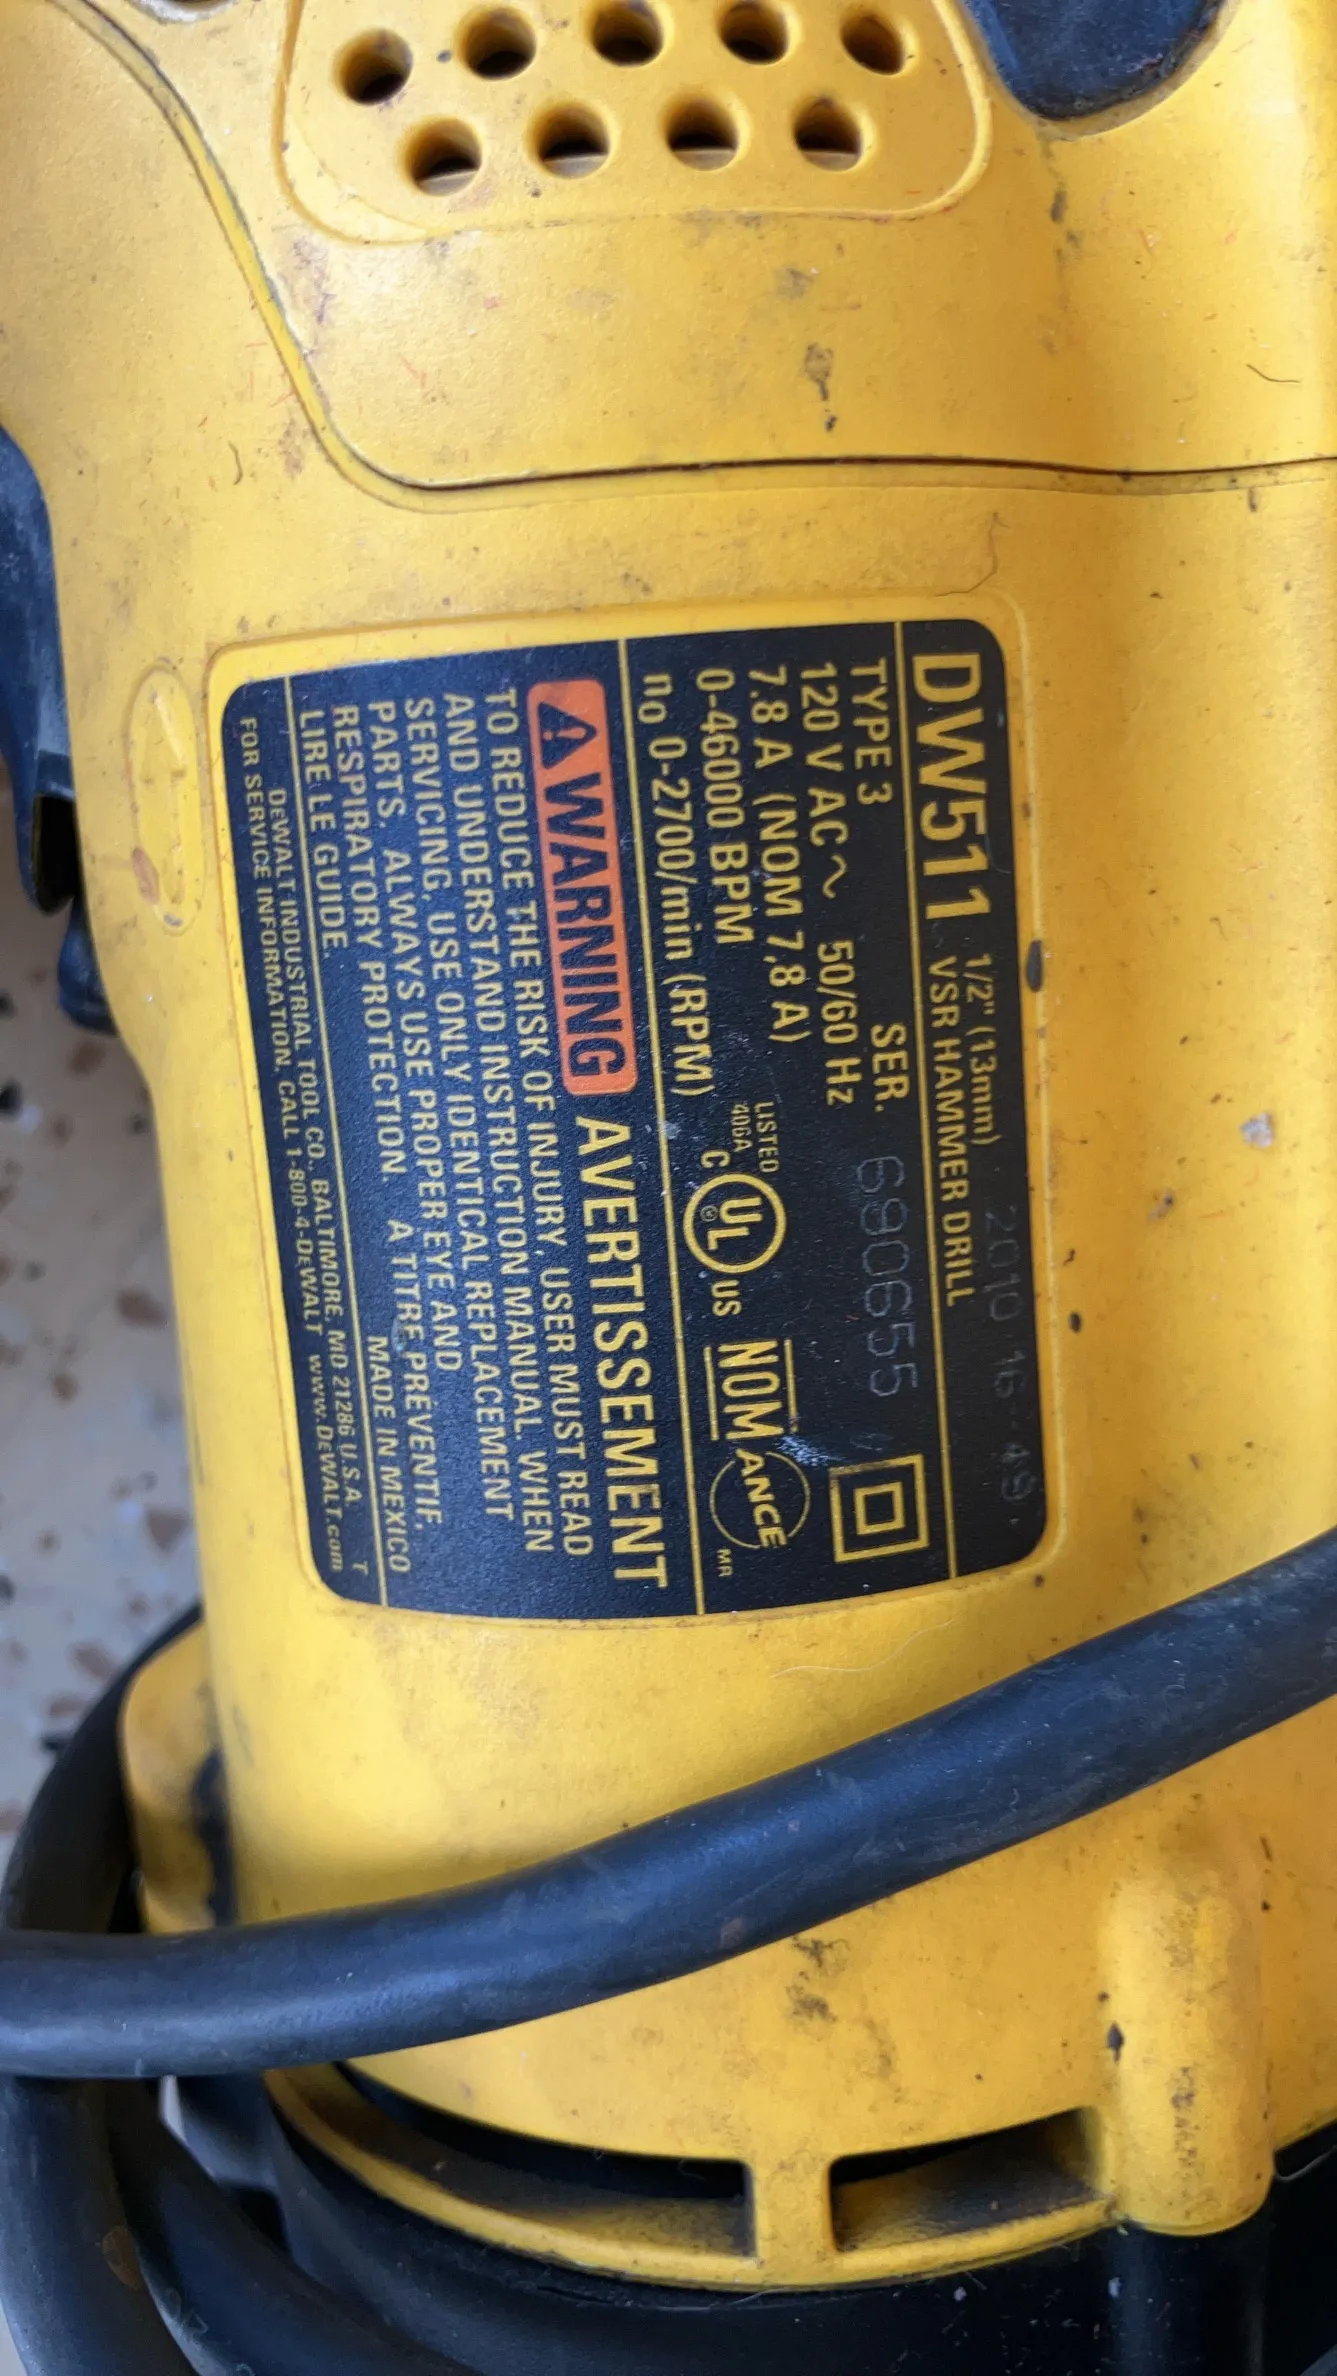 DW511 1/2" (13mm) VSR HAMMER DRILL 2010 16-49
TYPE 3 SER. 690655
120 V AC ~ 50/60 Hz
7.8 A (NOM 7,8 A)
0-46000 BPM
no 0-2700/min (RPM)
LISTED
406A
C UL US
NOM
ANCE
MR
WARNING AVERTISSEMENT
TO REDUCE THE RISK OF INJURY, USER MUST READ
AND UNDERSTAND INSTRUCTION MANUAL. WHEN
SERVICING, USE ONLY IDENTICAL REPLACEMENT
PARTS. ALWAYS USE PROPER EYE AND
RESPIRATORY PROTECTION. A TITRE PRÉVENTIF,
LIRE LE GUIDE. MADE IN MEXICO
DEWALT INDUSTRIAL TOOL CO., BALTIMORE, MD 21286 U.S.A. T
FOR SERVICE INFORMATION, CALL 1-800-4-DEWALT www.DEWALT.com